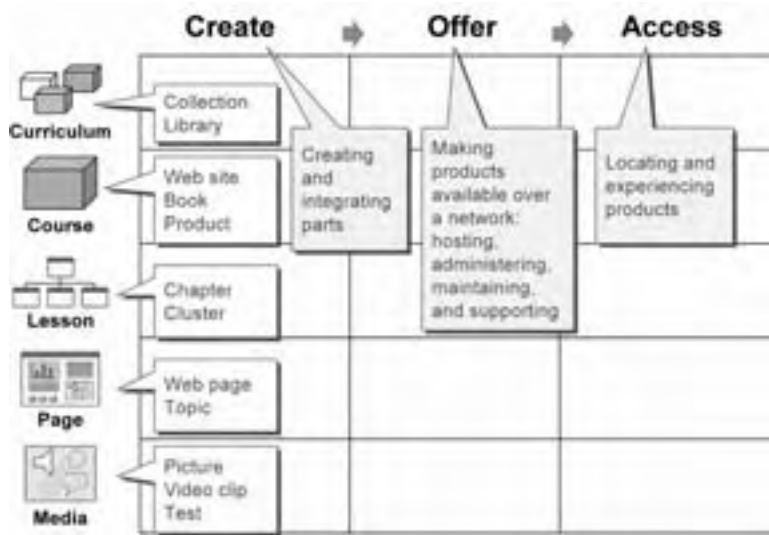 Create
Offer
Access
Curriculum
Collection
Library
Creating
and
integrating
parts
Making
products
available over
a network:
hosting,
administering,
maintaining,
and supporting
Locating and
experiencing
products
Course
Web site
Book
Product
Lesson
Chapter
Cluster
Page
Web page
Topic
Media
Picture
Video clip
Test